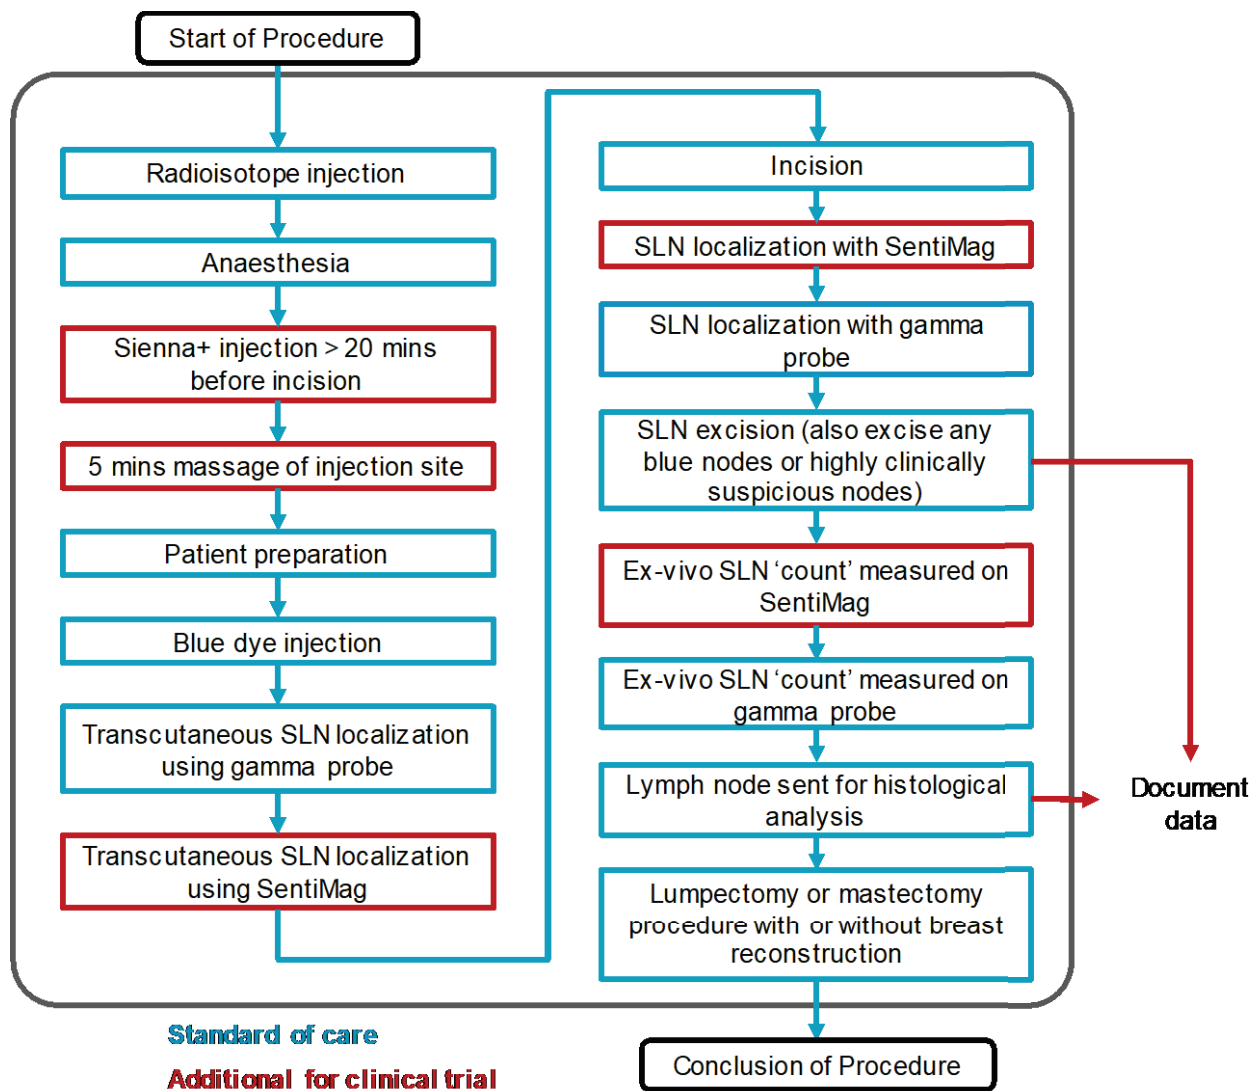 Start of Procedure
Radioisotope injection
Anaesthesia
Sienna+ injection > 20 mins
before incision
5 mins massage of injection site
Patient preparation
Blue dye injection
Transcutaneous SLN localization
using gamma probe
Transcutaneous SLN localization
using SentiMag
Incision
SLN localization with SentiMag
SLN localization with gamma
probe
SLN excision (also excise any
blue nodes or highly clinically
suspicious nodes)
Ex-vivo SLN ‘count’ measured on
SentiMag
Ex-vivo SLN ‘count’ measured on
gamma probe
Lymph node sent for histological
analysis
Lumpectomy or mastectomy
procedure with or without breast
reconstruction
Document
data
Conclusion of Procedure
Standard of care
Additional for clinical trial